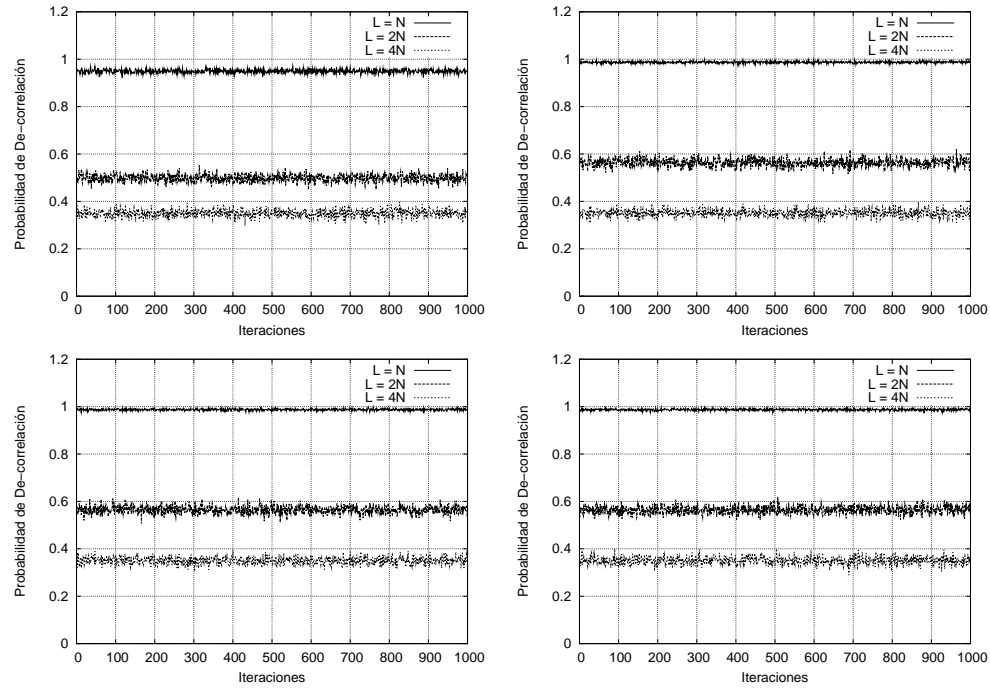 Probabilidad de De-correlación
1.2
1
0.8
0.6
0.4
0.2
0
L = N
L = 2N
L = 4N
0 100 200 300 400 500 600 700 800 900 1000
Iteraciones
Probabilidad de De-correlación
1.2
1
0.8
0.6
0.4
0.2
0
L = N
L = 2N
L = 4N
0 100 200 300 400 500 600 700 800 900 1000
Iteraciones
Probabilidad de De-correlación
1.2
1
0.8
0.6
0.4
0.2
0
L = N
L = 2N
L = 4N
0 100 200 300 400 500 600 700 800 900 1000
Iteraciones
Probabilidad de De-correlación
1.2
1
0.8
0.6
0.4
0.2
0
L = N
L = 2N
L = 4N
0 100 200 300 400 500 600 700 800 900 1000
Iteraciones